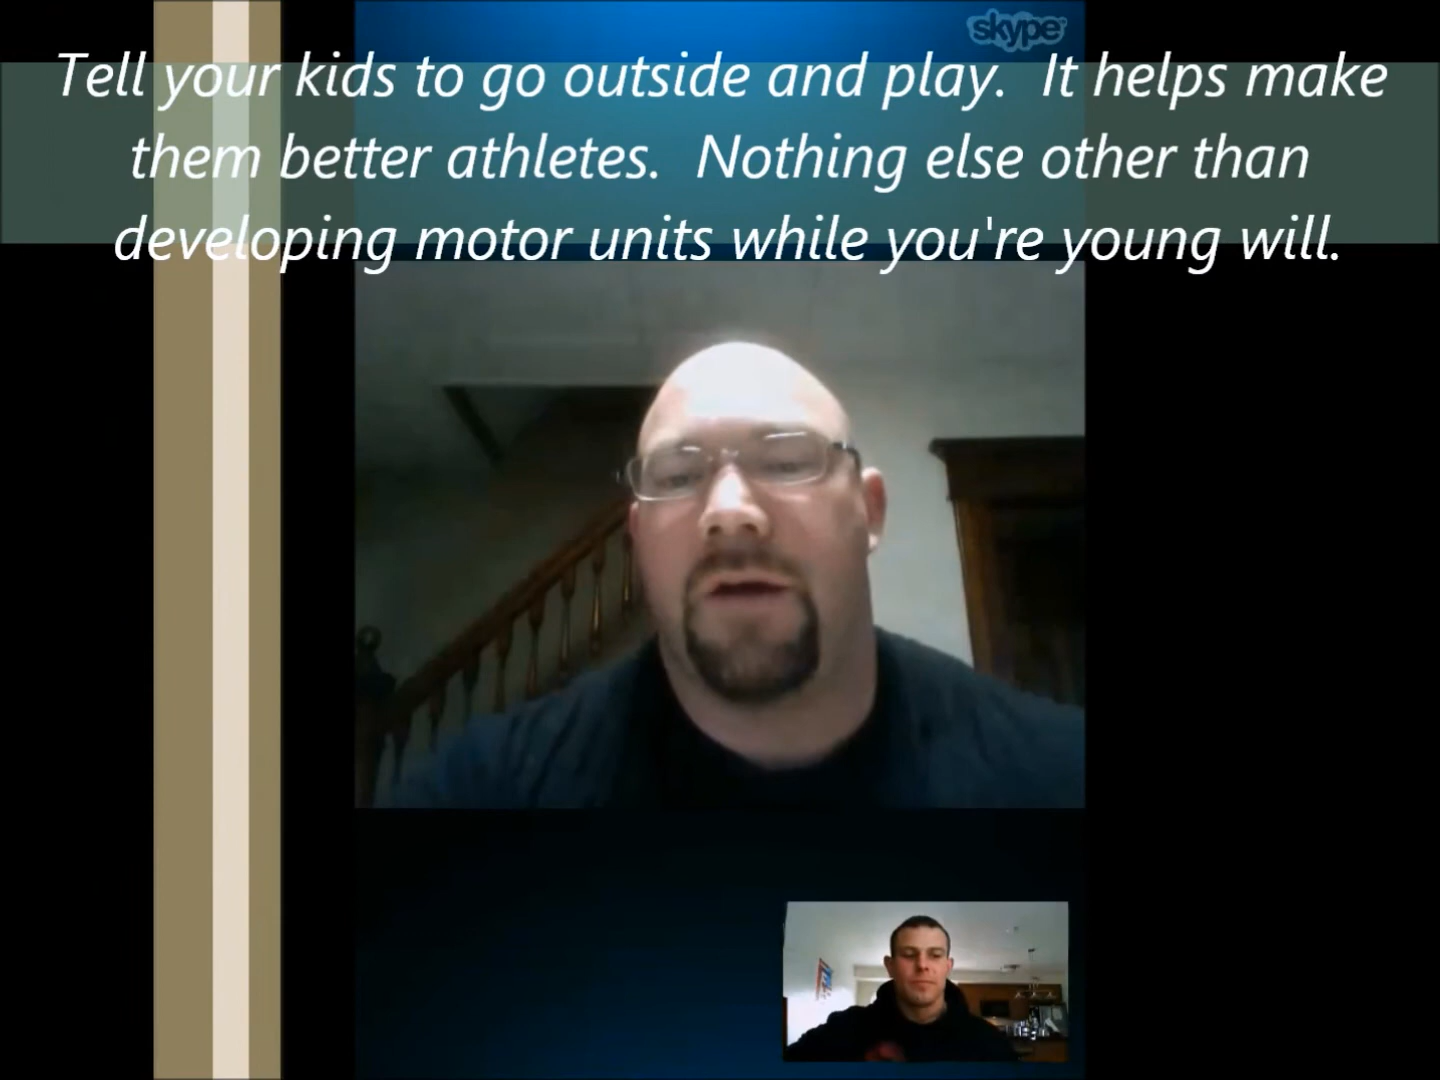 skype
Tell your kids to go outside and play. It helps make
them better athletes. Nothing else other than
developing motor units while you're young will.